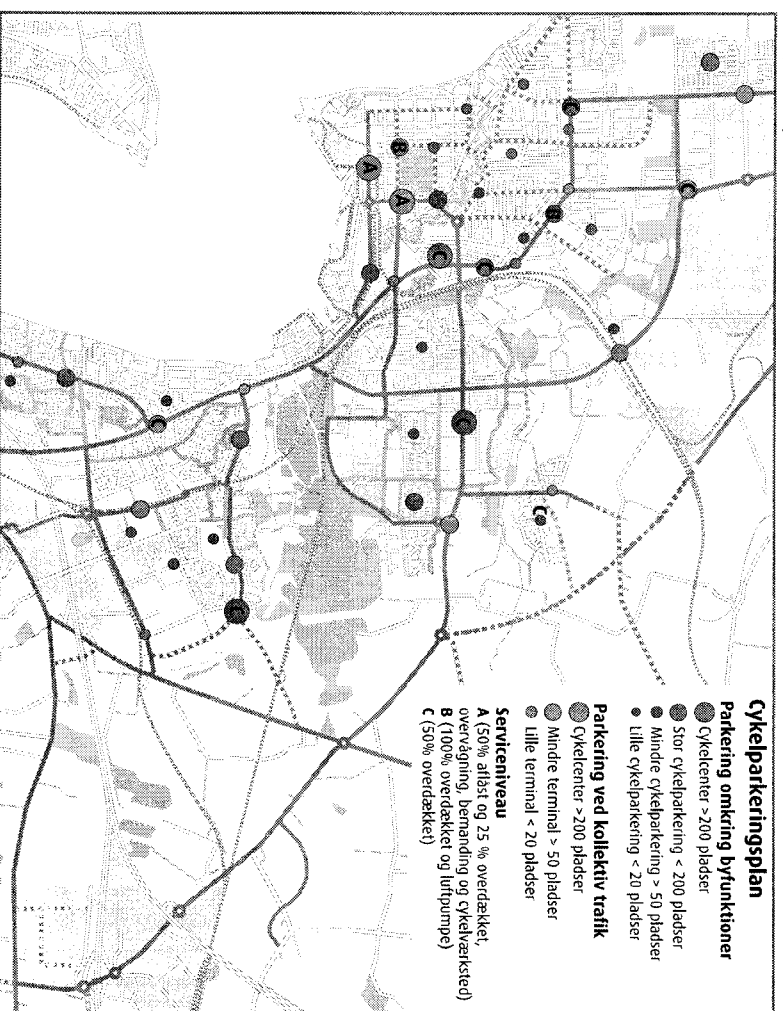 Cykelparkeringsplan
Parkering omkring byfunktioner
Cykelcenter >200 pladser
Stor cykelparkering < 200 pladser
Mindre cykelparkering > 50 pladser
Lille cykelparkering < 20 pladser
Parkering ved kollektiv trafik
Cykelcenter >200 pladser
Mindre terminal > 50 pladser
Lille terminal < 20 pladser
Serviceniveau
A (50% aflåst og 25 % overdækket,
overvågning, bemanding og cykelværksted)
B (100% overdækket og luftpumpe)
C (50% overdækket)
C
C
B
C
C
B
A
A
C
C
C
C
C